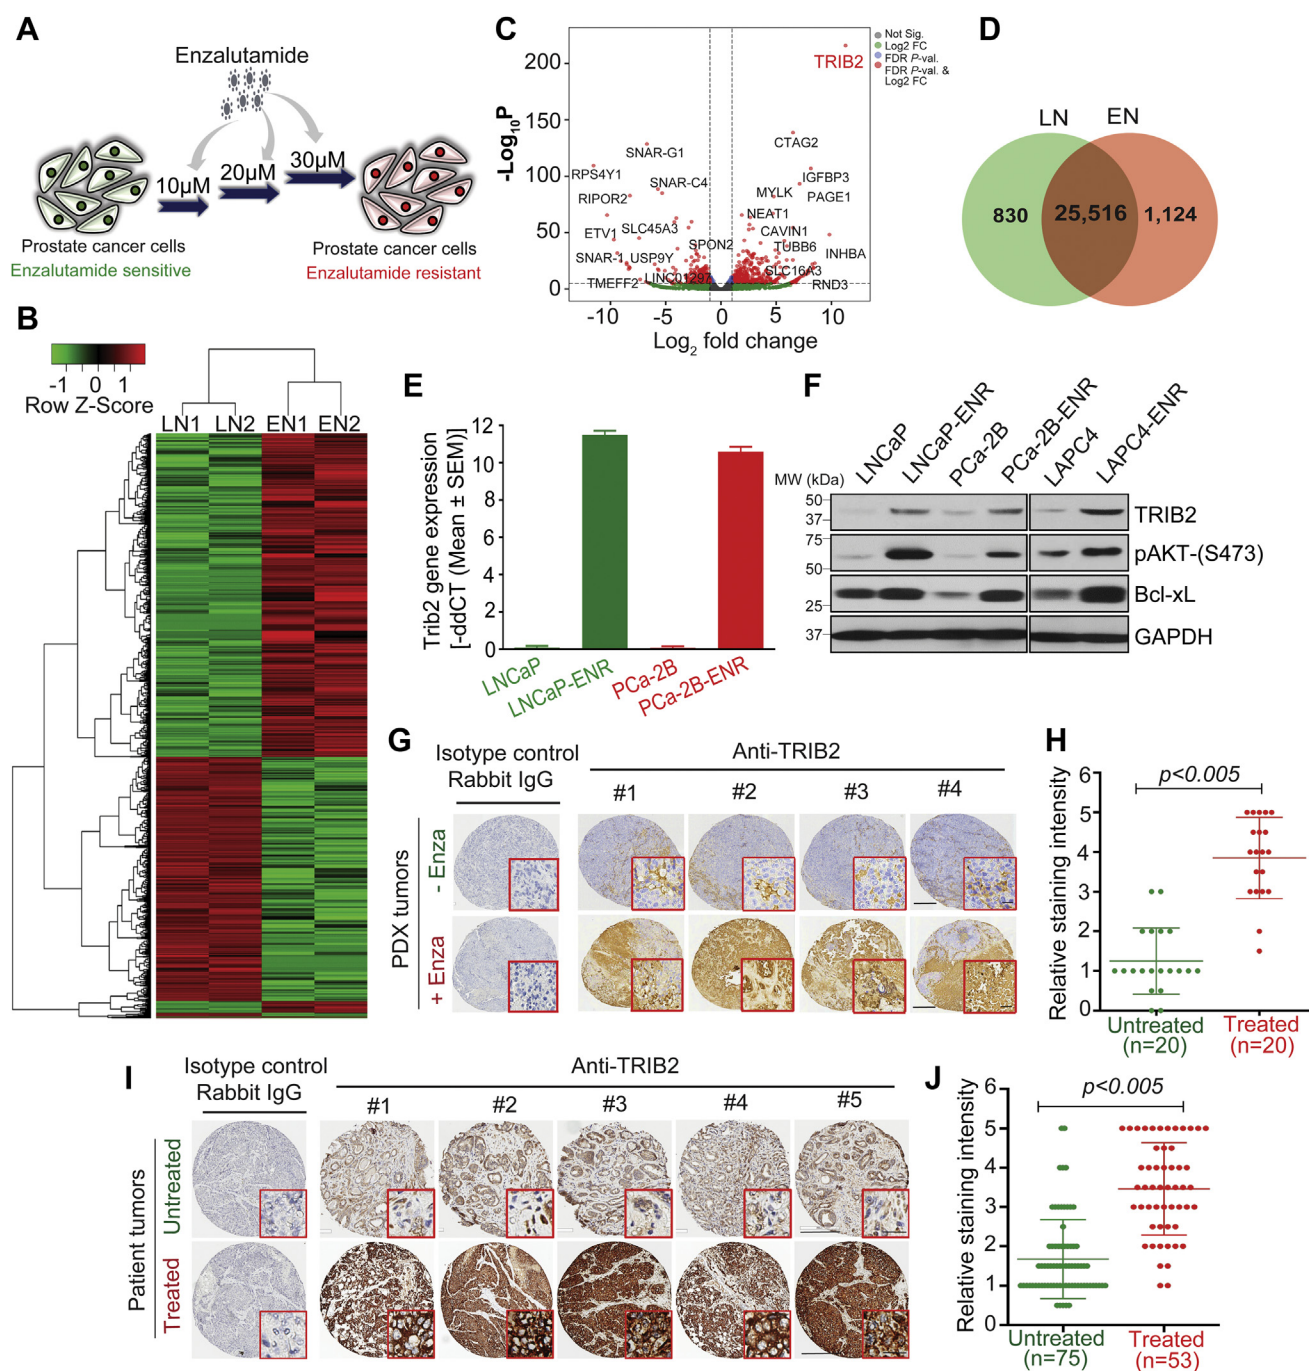 A
Enzalutamide
10µM
20µM
30µM
Prostate cancer cells
Enzalutamide sensitive
Prostate cancer cells
Enzalutamide resistant
B
-1 0 1
Row Z-Score
LN1 LN2 EN1 EN2
C
-Log10P
200
150
100
50
0
-10 -5 0 5 10
Log2 fold change
TRIB2
CTAG2
SNAR-G1
RPS4Y1
IGFBP3
SNAR-C4
MYLK
PAGE1
RIPOR2
NEAT1
ETV1
SLC45A3
CAVIN1
SPON2
TUBB6
INHBA
SNAR-1
USP9Y
SLC16A3
TMEFF2
LINC01297
RND3
Not Sig.
Log2 FC
FDR P-val.
FDR P-val. &
Log2 FC
D
LN EN
830 25,516 1,124
E
Trib2 gene expression
[-ddCT (Mean ± SEM)]
12
10
8
6
4
2
0
LNCaP
LNCaP-ENR
PCa-2B
PCa-2B-ENR
F
MW (kDa)
LNCaP
LNCaP-ENR
PCa-2B
PCa-2B-ENR
LAPC4
LAPC4-ENR
50
37
TRIB2
75
50
pAKT-(S473)
25
Bcl-xL
37
GAPDH
G
Isotype control
Rabbit IgG
Anti-TRIB2
#1 #2 #3 #4
PDX tumors
- Enza
+ Enza
H
Relative staining intensity
p<0.005
6
5
4
3
2
1
0
Untreated
(n=20)
Treated
(n=20)
I
Isotype control
Rabbit IgG
Anti-TRIB2
#1 #2 #3 #4 #5
Patient tumors
Untreated
Treated
J
Relative staining intensity
p<0.005
6
5
4
3
2
1
0
Untreated
(n=75)
Treated
(n=53)